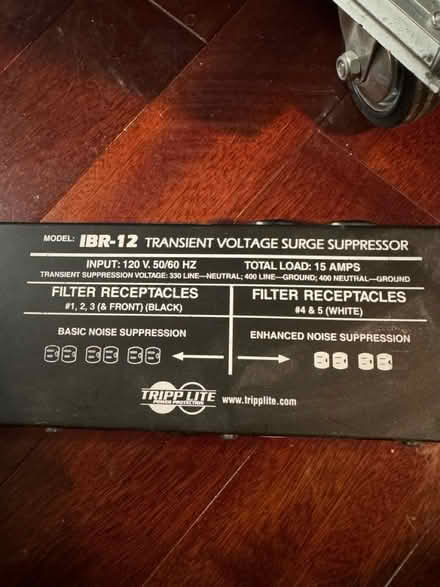 MODEL: IBR-12 TRANSIENT VOLTAGE SURGE SUPPRESSOR
INPUT: 120 V, 50/60 HZ TOTAL LOAD: 15 AMPS
TRANSIENT SUPPRESSION VOLTAGE: 330 LINE—NEUTRAL; 400 LINE—GROUND; 400 NEUTRAL—GROUND
FILTER RECEPTACLES
#1, 2, 3 (& FRONT) (BLACK)
BASIC NOISE SUPPRESSION
FILTER RECEPTACLES
#4 & 5 (WHITE)
ENHANCED NOISE SUPPRESSION
TRIPP LITE
POWER PROTECTION
www.tripplite.com